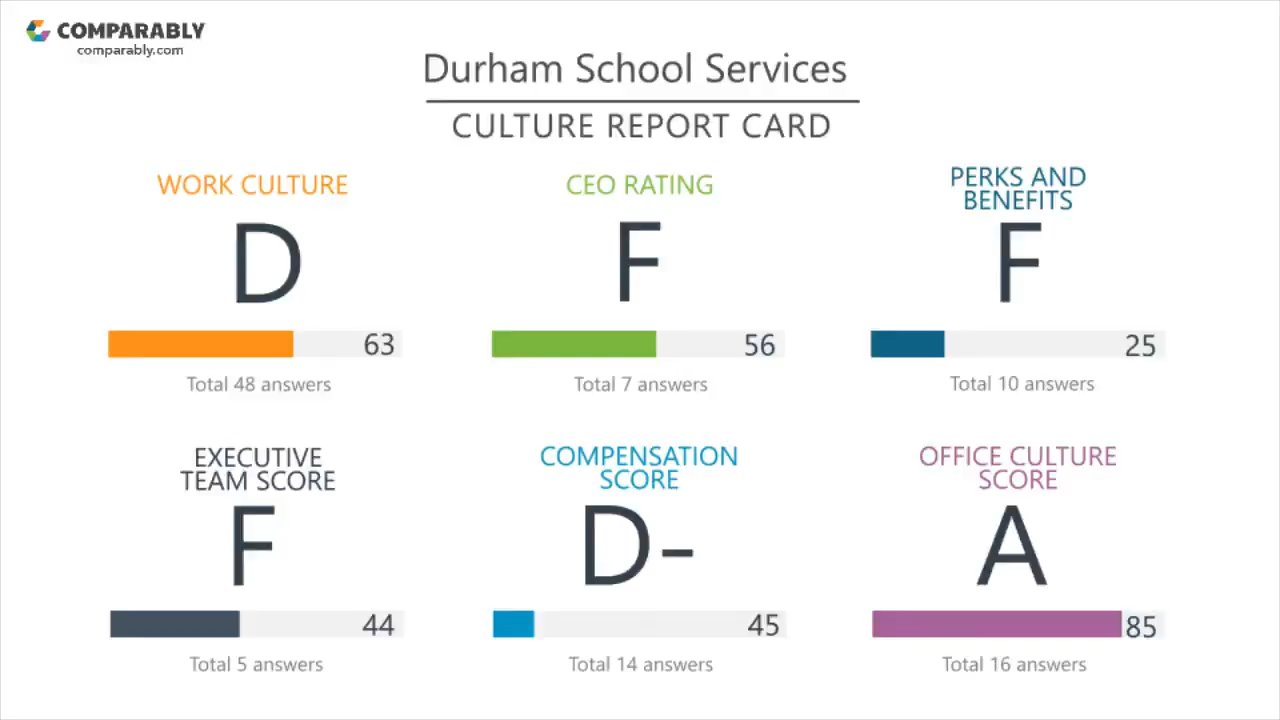 COMPARABLY
comparably.com
Durham School Services
CULTURE REPORT CARD
WORK CULTURE
D
63
Total 48 answers
CEO RATING
F
56
Total 7 answers
PERKS AND
BENEFITS
F
25
Total 10 answers
EXECUTIVE
TEAM SCORE
F
44
Total 5 answers
COMPENSATION
SCORE
D-
45
Total 14 answers
OFFICE CULTURE
SCORE
A
85
Total 16 answers